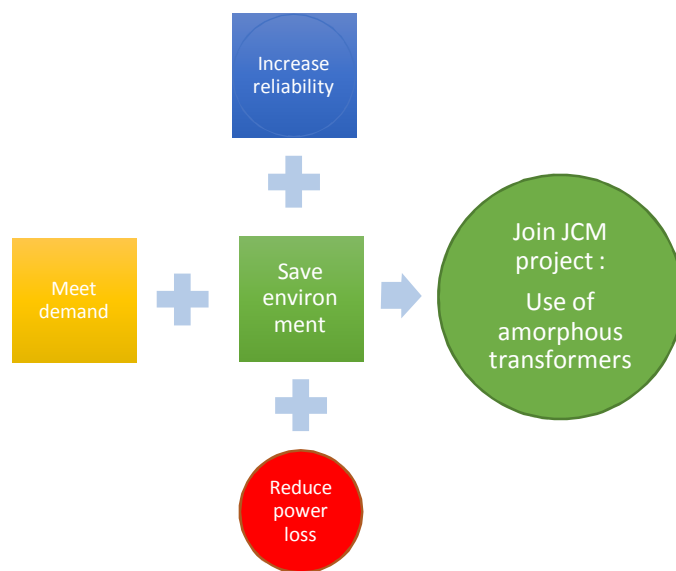 Increase
reliability
Meet
demand
Save
environ
ment
Join JCM
project :
Use of
amorphous
transformers
Reduce
power
loss